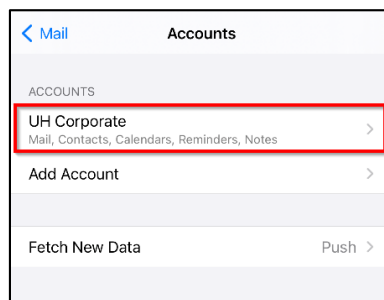 Mail
Accounts
ACCOUNTS
UH Corporate
Mail, Contacts, Calendars, Reminders, Notes
Add Account
Fetch New Data
Push